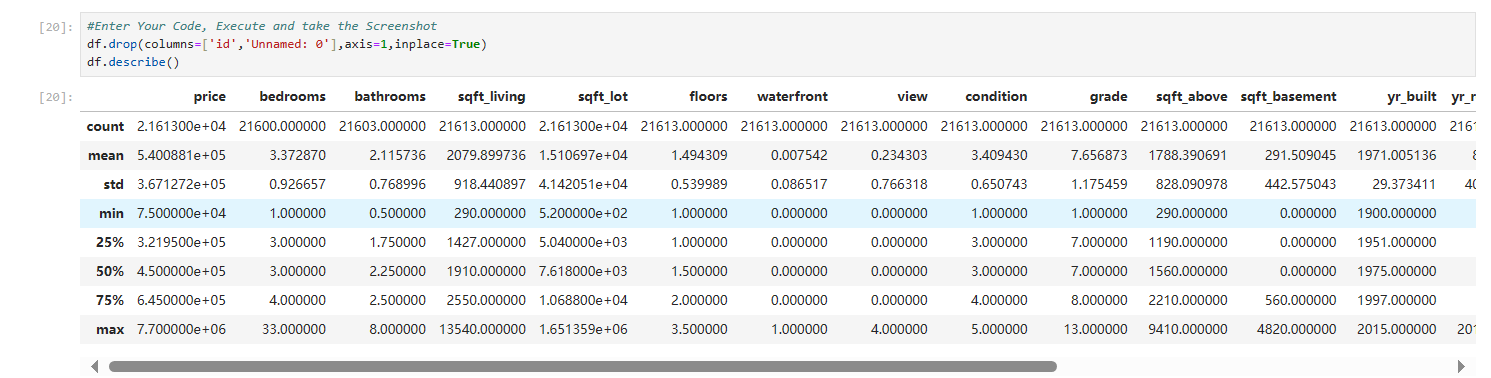 [20]: #Enter Your Code, Execute and take the Screenshot
df.drop(columns=['id','Unnamed: 0'],axis=1,inplace=True)
df.describe()
[20]: price bedrooms bathrooms sqft_living sqft_lot floors waterfront view condition grade sqft_above sqft_basement yr_built yr_r
count 2.161300e+04 21600.000000 21603.000000 21613.000000 2.161300e+04 21613.000000 21613.000000 21613.000000 21613.000000 21613.000000 21613.000000 21613.000000 21613.000000 2161
mean 5.400881e+05 3.372870 2.115736 2079.899736 1.510697e+04 1.494309 0.007542 0.234303 3.409430 7.656873 1788.390691 291.509045 1971.005136 8
std 3.671272e+05 0.926657 0.768996 918.440897 4.142051e+04 0.539989 0.086517 0.766318 0.650743 1.175459 828.090978 442.575043 29.373411 40
min 7.500000e+04 1.000000 0.500000 290.000000 5.200000e+02 1.000000 0.000000 0.000000 1.000000 1.000000 290.000000 0.000000 1900.000000
25% 3.219500e+05 3.000000 1.750000 1427.000000 5.040000e+03 1.000000 0.000000 0.000000 3.000000 7.000000 1190.000000 0.000000 1951.000000
50% 4.500000e+05 3.000000 2.250000 1910.000000 7.618000e+03 1.500000 0.000000 0.000000 3.000000 7.000000 1560.000000 0.000000 1975.000000
75% 6.450000e+05 4.000000 2.500000 2550.000000 1.068800e+04 2.000000 0.000000 0.000000 4.000000 8.000000 2210.000000 560.000000 1997.000000
max 7.700000e+06 33.000000 8.000000 13540.000000 1.651359e+06 3.500000 1.000000 4.000000 5.000000 13.000000 9410.000000 4820.000000 2015.000000 201